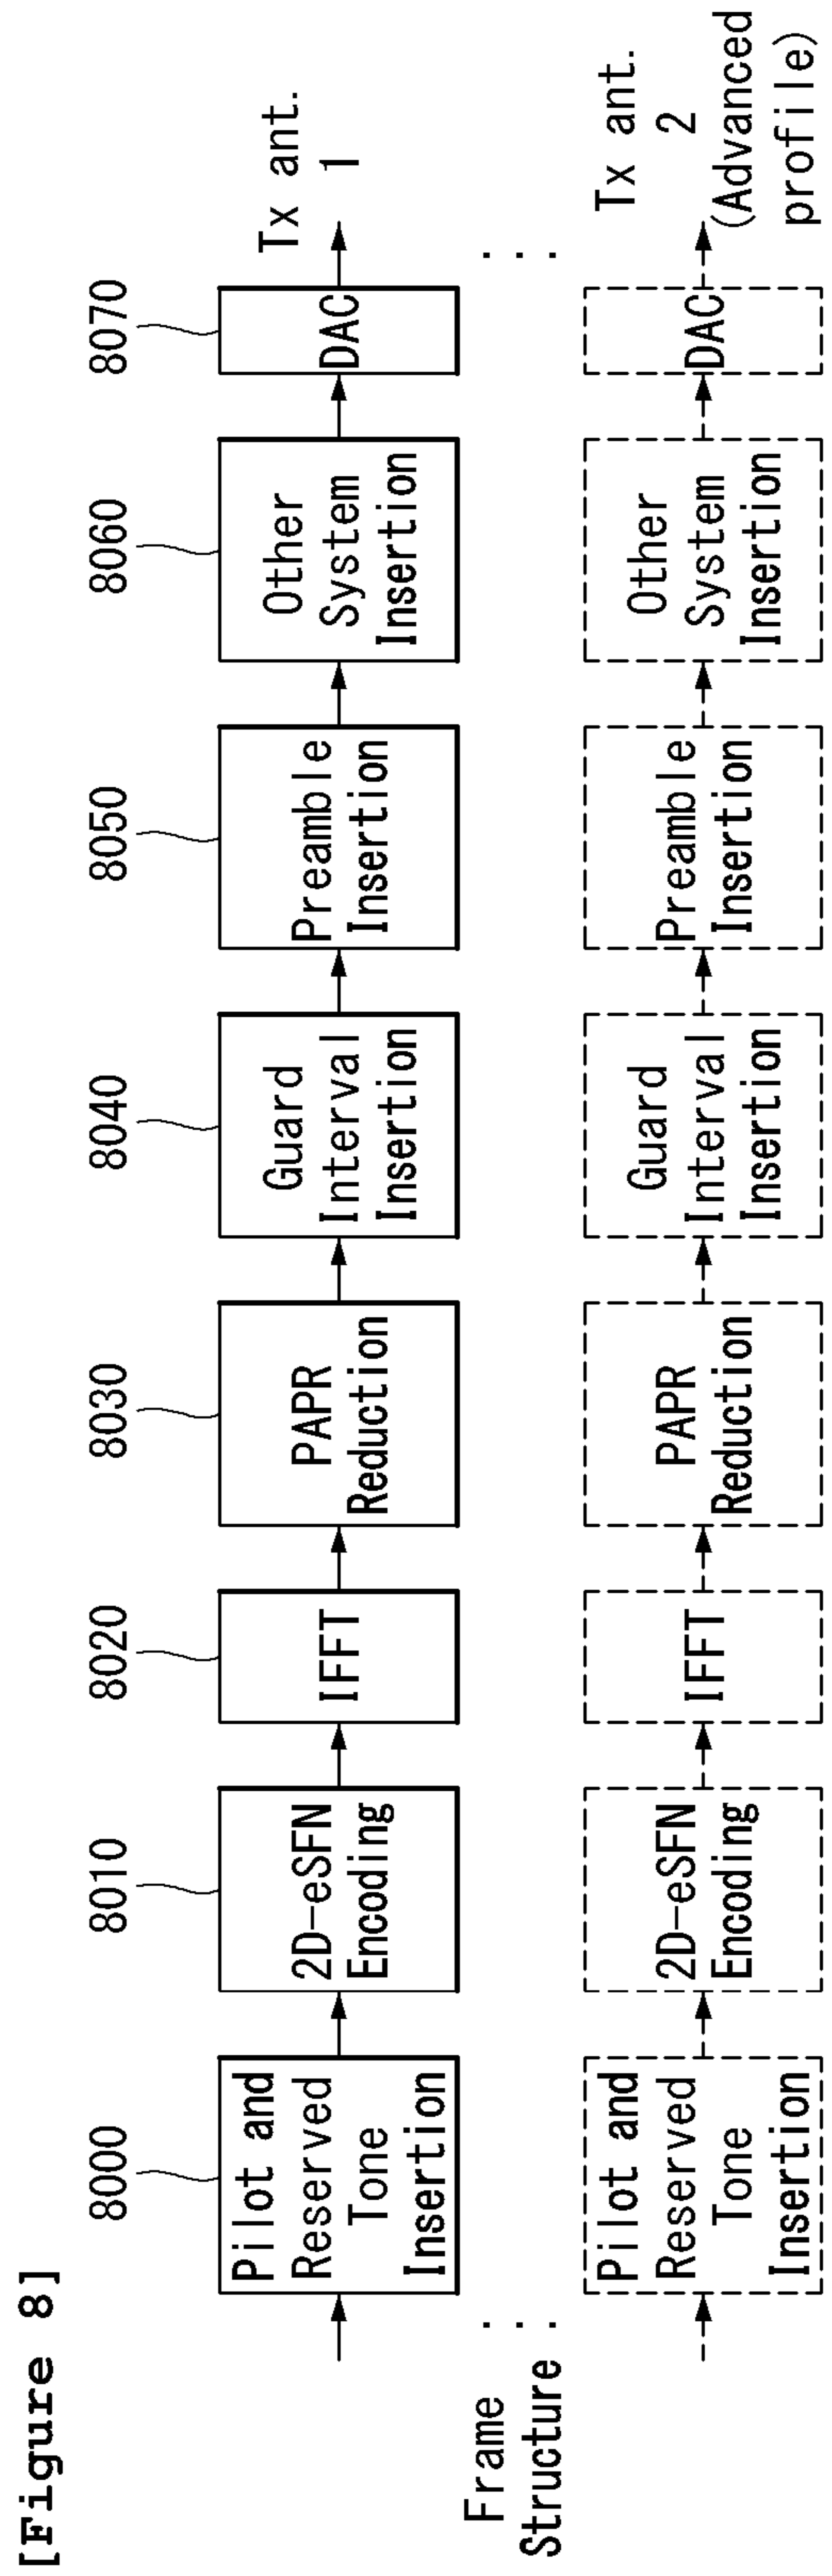 [Figure 8]
8000
8010
8020
8030
8040
8050
8060
8070
Pilot and
Reserved
Tone
Insertion
2D-eSFN
Encoding
IFFT
PAPR
Reduction
Guard
Interval
Insertion
Preamble
Insertion
Other
System
Insertion
DAC
Tx ant.
1
Frame
Structure
...
...
Pilot and
Reserved
Tone
Insertion
2D-eSFN
Encoding
IFFT
PAPR
Reduction
Guard
Interval
Insertion
Preamble
Insertion
Other
System
Insertion
DAC
Tx ant.
2
(Advanced
profile)